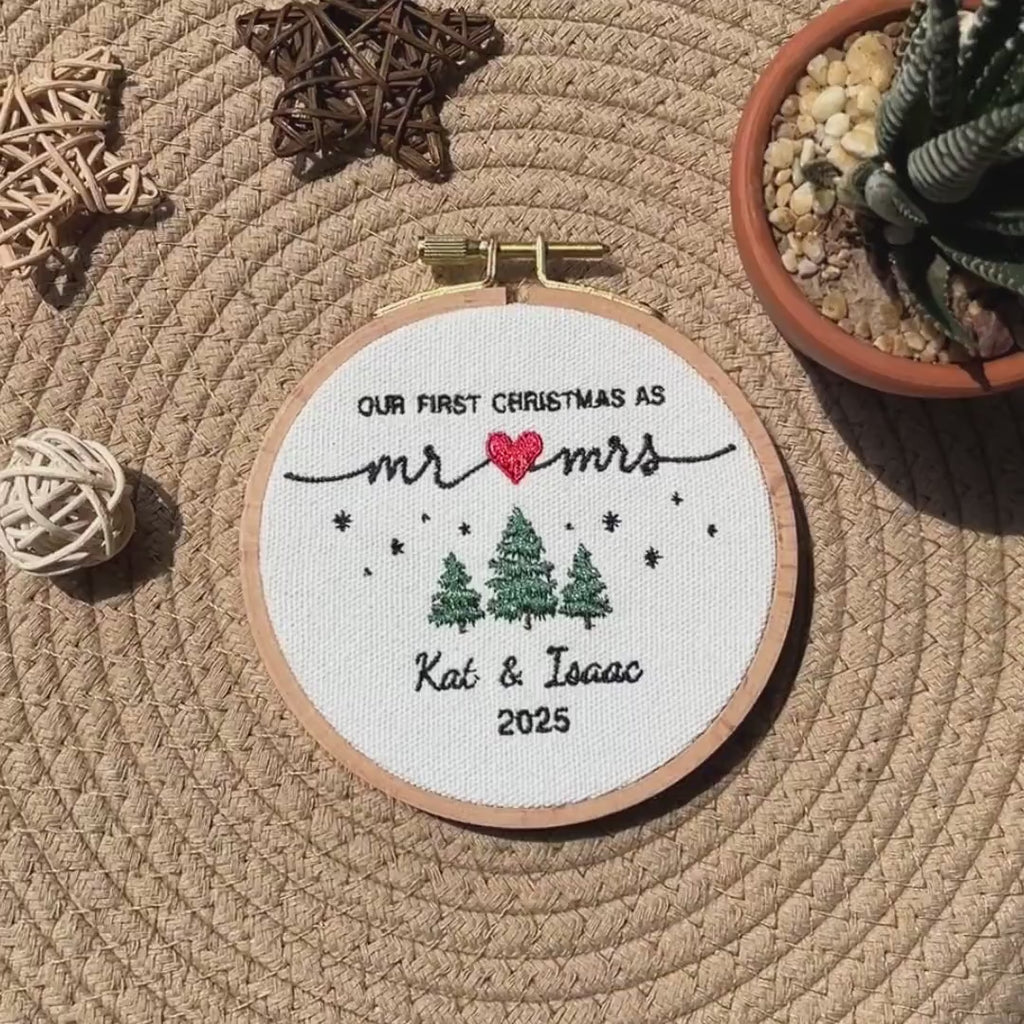 OUR FIRST CHRISTMAS AS
mr mrs
Kat & Isaac
2025